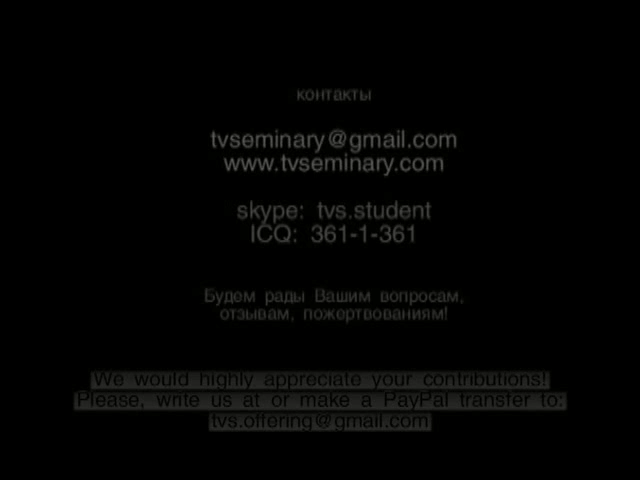 контакты
tvseminary@gmail.com
www.tvseminary.com
skype: tvs.student
ICQ: 361-1-361
Будем рады Вашим вопросам,
отзывам, пожертвованиям!
We would highly appreciate your contributions!
Please, write us at or make a PayPal transfer to:
tvs.offering@gmail.com